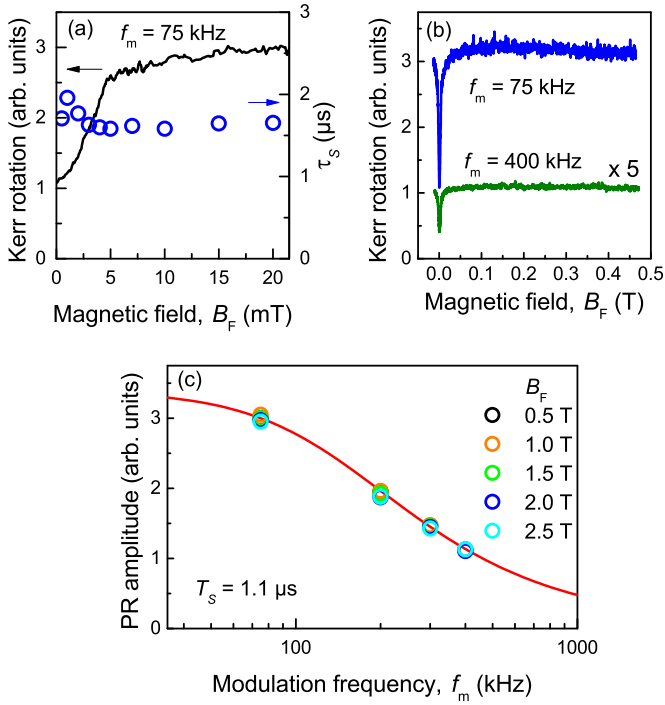 (a)
f_m = 75 kHz
Kerr rotation (arb. units)
3
2
1
0
3
2
1
0
τ_S (μs)
0
5
10
15
20
Magnetic field, B_F (mT)
(b)
f_m = 75 kHz
f_m = 400 kHz
x 5
Kerr rotation (arb. units)
3
2
1
0
0.0
0.1
0.2
0.3
0.4
0.5
Magnetic field, B_F (T)
(c)
B_F
0.5 T
1.0 T
1.5 T
2.0 T
2.5 T
PR amplitude (arb. units)
3
2
1
0
T_S = 1.1 μs
100
1000
Modulation frequency, f_m (kHz)